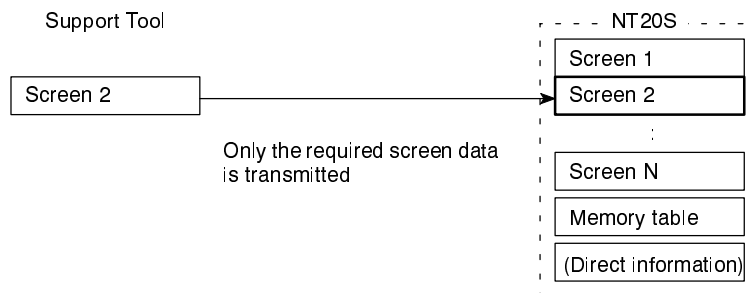 Support Tool
NT20S
Screen 1
Screen 2
Screen 2
:
Only the required screen data
is transmitted
Screen N
Memory table
(Direct information)